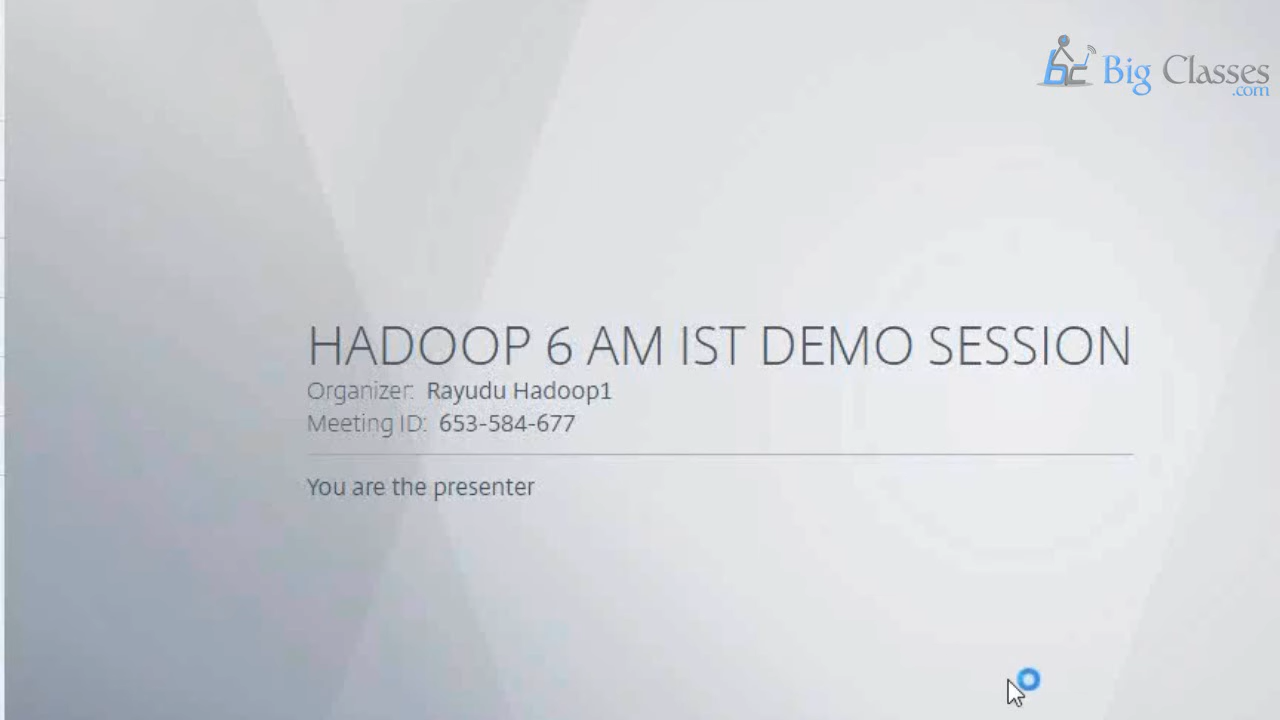 bc Big Classes
.com
HADOOP 6 AM IST DEMO SESSION
Organizer: Rayudu Hadoop1
Meeting ID: 653-584-677
You are the presenter